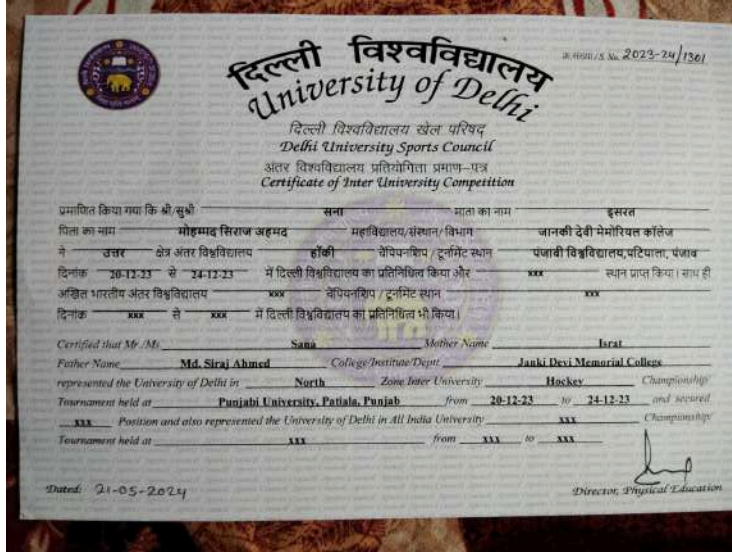 दिल्ली विश्वविद्यालय
University of Delhi
क्र.संख्या/S. No. 2023-24/1301
दिल्ली विश्वविद्यालय खेल परिषद्
Delhi University Sports Council
अंतर विश्वविद्यालय प्रतियोगिता प्रमाण-पत्र
Certificate of Inter University Competition
प्रमाणित किया गया कि श्री/सुश्री सना माता का नाम इसरत
पिता का नाम मोहम्मद सिराज अहमद महाविद्यालय/संस्थान/विभाग जानकी देवी मेमोरियल कॉलेज
ने उत्तर क्षेत्र अंतर विश्वविद्यालय हॉकी चैंपियनशिप/टूर्नामेंट स्थान पंजाबी विश्वविद्यालय,पटियाला, पंजाब
दिनांक 20-12-23 से 24-12-23 में दिल्ली विश्वविद्यालय का प्रतिनिधित्व किया और xxx स्थान प्राप्त किया। साथ ही
अखिल भारतीय अंतर विश्वविद्यालय xxx चैंपियनशिप/टूर्नामेंट स्थान xxx
दिनांक xxx से xxx में दिल्ली विश्वविद्यालय का प्रतिनिधित्व भी किया।
Certified that Mr./Ms. Sana Mother Name Israt
Father Name Md. Siraj Ahmed College/Institute/Deptt. Janki Devi Memorial College
represented the University of Delhi in North Zone Inter University Hockey Championship/
Tournament held at Punjabi University, Patiala, Punjab from 20-12-23 to 24-12-23 and secured
xxx Position and also represented the University of Delhi in All India University xxx Championship/
Tournament held at xxx from xxx to xxx
Dated: 21-05-2024
Director, Physical Education